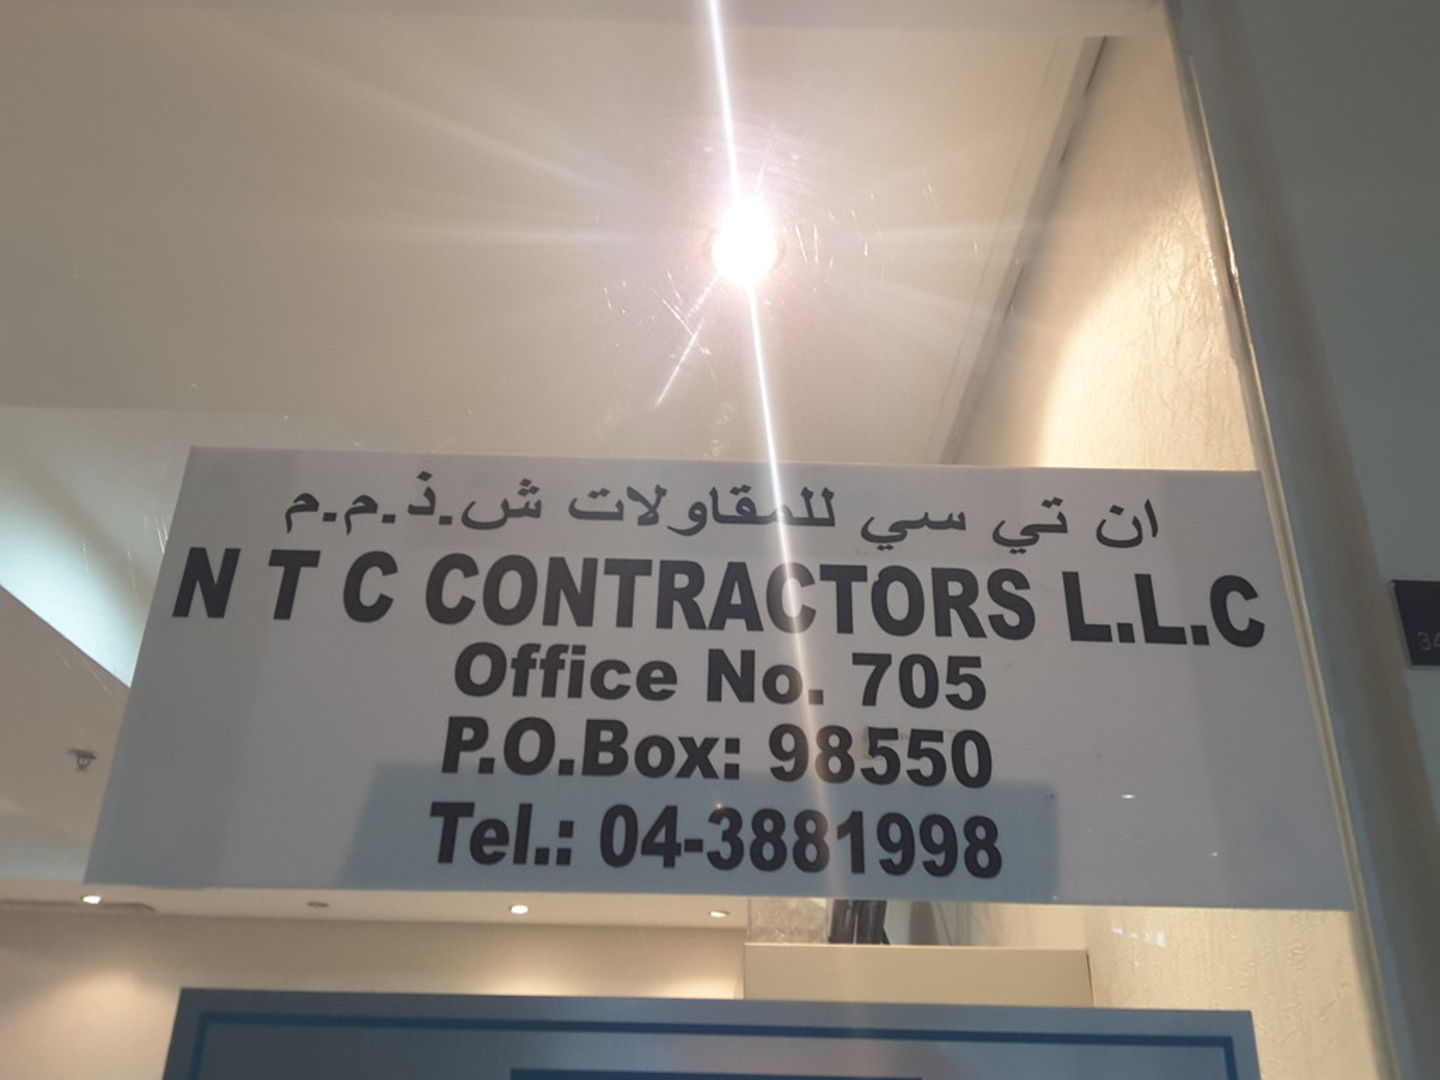 ان تي سي للمقاولات ش.ذ.م.م
N T C CONTRACTORS L.L.C
Office No. 705
P.O.Box: 98550
Tel.: 04-3881998